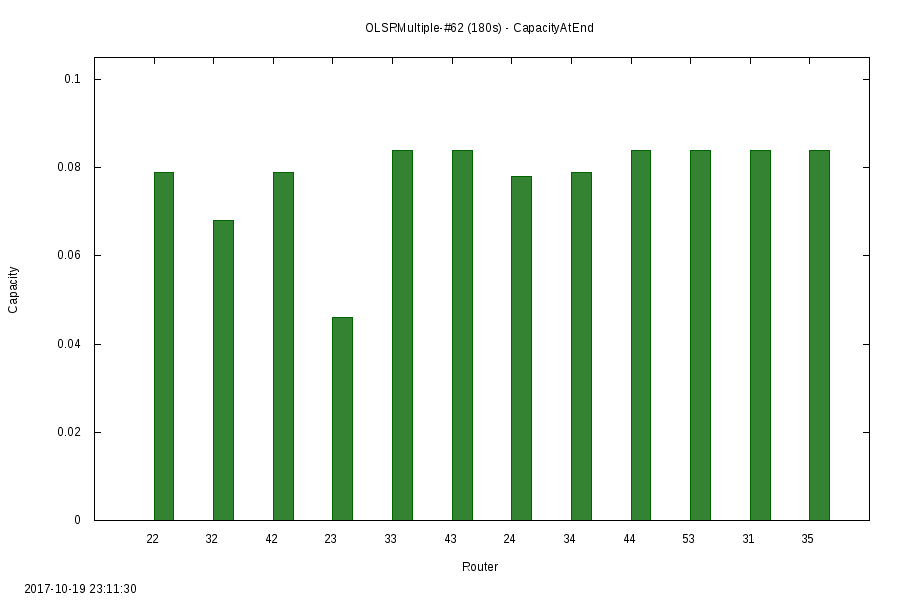 OLSRMultiple-#62 (180s) - CapacityAtEnd
0.1
0.08
0.06
0.04
0.02
0
Capacity
22 32 42 23 33 43 24 34 44 53 31 35
Router
2017-10-19 23:11:30